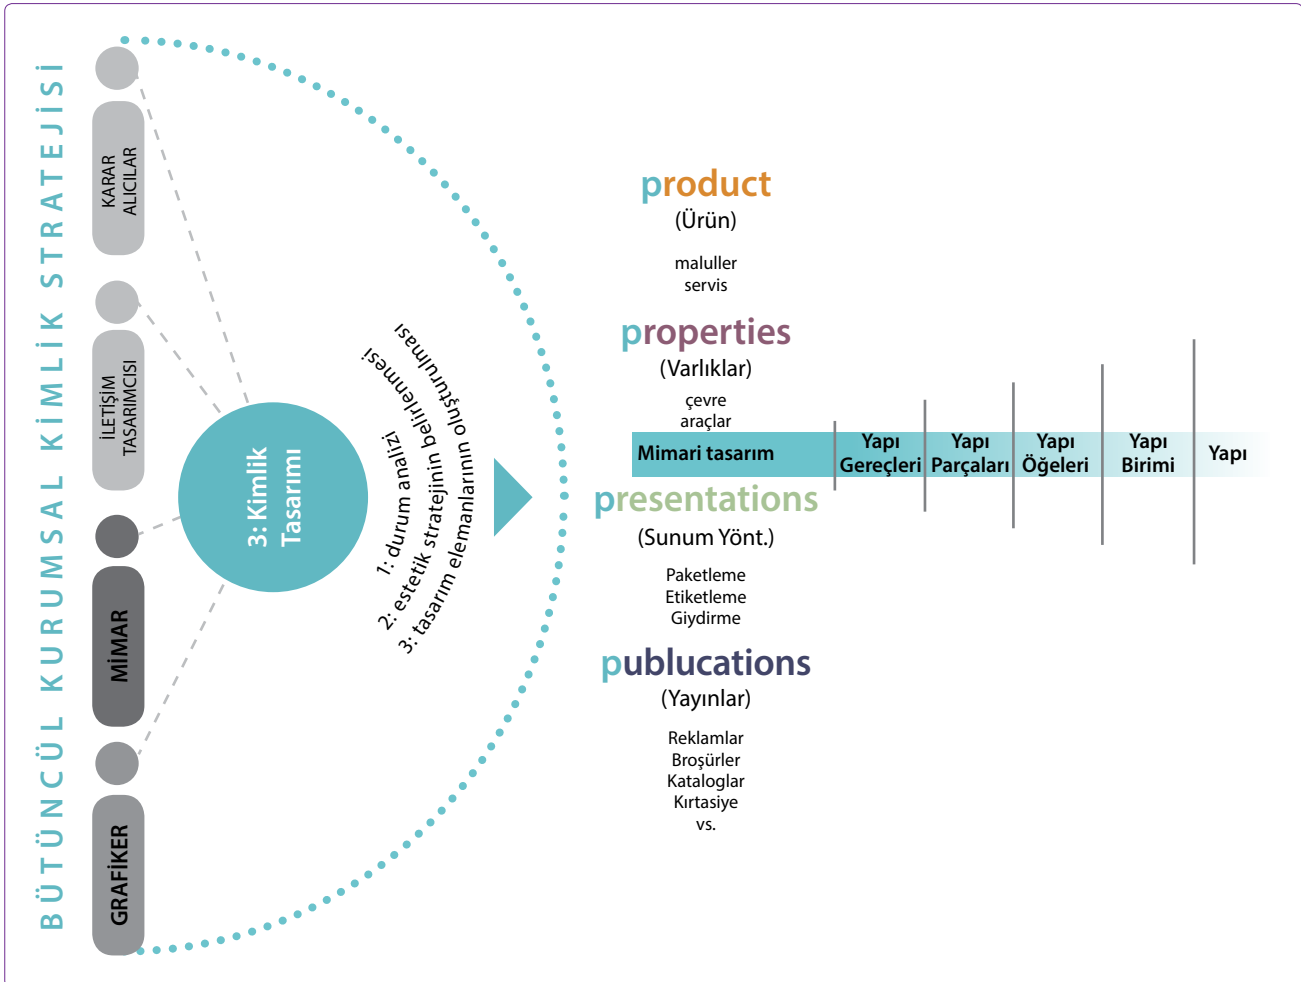 BÜTÜNCÜL KURUMSAL KİMLİK STRATEJİSİ
KARAR
ALICILAR
İLETİŞİM
TASARIMCISI
MİMAR
GRAFİKER
3: Kimlik
Tasarımı
1: durum analizi
2: estetik stratejinin belirlenmesi
3: tasarım elemanlarının oluşturulması
product
(Ürün)
maluller
servis
properties
(Varlıklar)
çevre
araçlar
Mimari tasarım
Yapı
Gereçleri
Yapı
Parçaları
Yapı
Öğeleri
Yapı
Birimi
Yapı
presentations
(Sunum Yönt.)
Paketleme
Etiketleme
Giydirme
publucations
(Yayınlar)
Reklamlar
Broşürler
Kataloglar
Kırtasiye
vs.